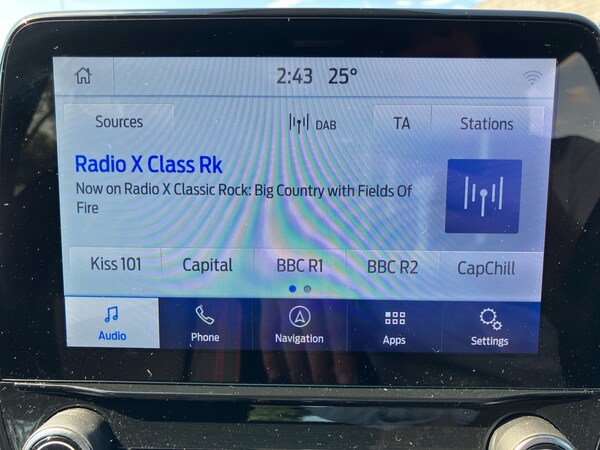 2:43 25°
Sources DAB TA Stations
Radio X Class Rk
Now on Radio X Classic Rock: Big Country with Fields Of
Fire
Kiss 101 Capital BBC R1 BBC R2 CapChill
Audio Phone Navigation Apps Settings